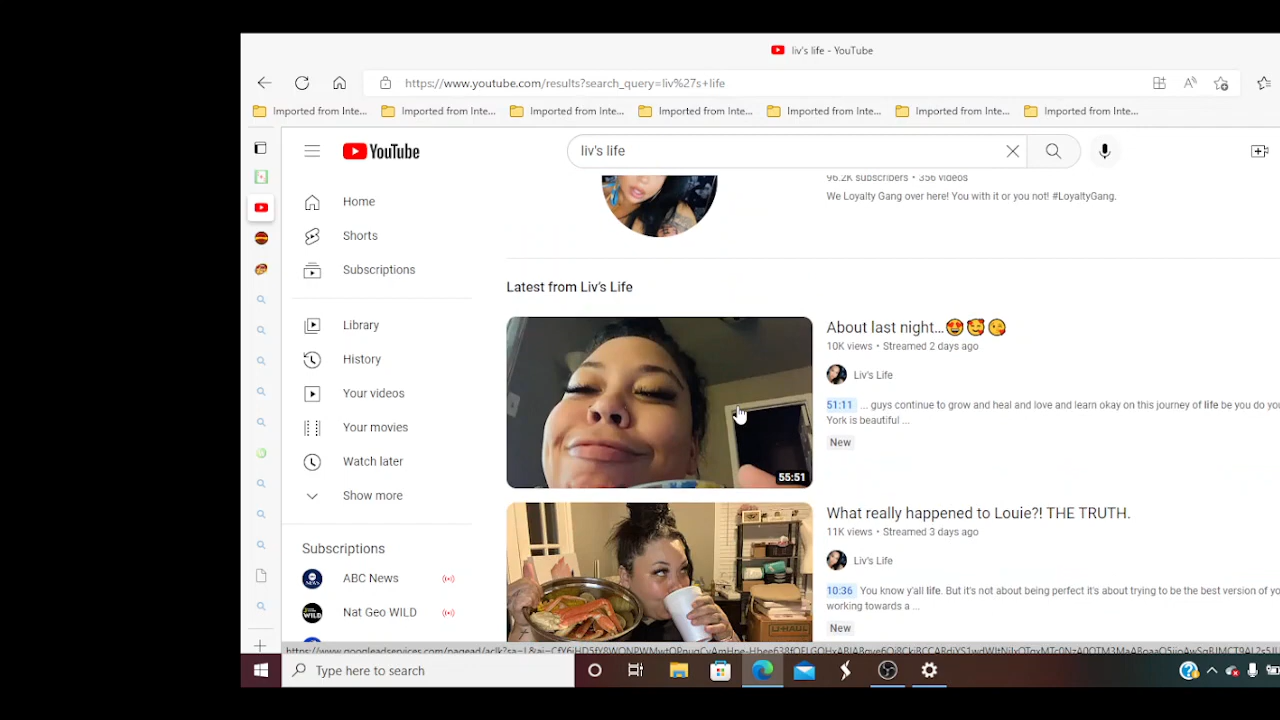 liv's life - YouTube
https://www.youtube.com/results?search_query=liv%27s+life
Imported from Inte... Imported from Inte... Imported from Inte... Imported from Inte... Imported from Inte... Imported from Inte... Imported from Inte...
YouTube
liv's life
96.2K subscribers • 356 videos
We Loyalty Gang over here! You with it or you not! #LoyaltyGang.
Home
Shorts
Subscriptions
Library
History
Your videos
Your movies
Watch later
Show more
Subscriptions
ABC News
Nat Geo WILD
Latest from Liv's Life
55:51
About last night...😍🥰😘
10K views • Streamed 2 days ago
Liv's Life
51:11 ... guys continue to grow and heal and love and learn okay on this journey of life be you do
York is beautiful ...
New
What really happened to Louie?! THE TRUTH.
11K views • Streamed 3 days ago
Liv's Life
10:36 You know y'all life. But it's not about being perfect it's about trying to be the best version of
working towards a ...
New
U-HAUL
Type here to search